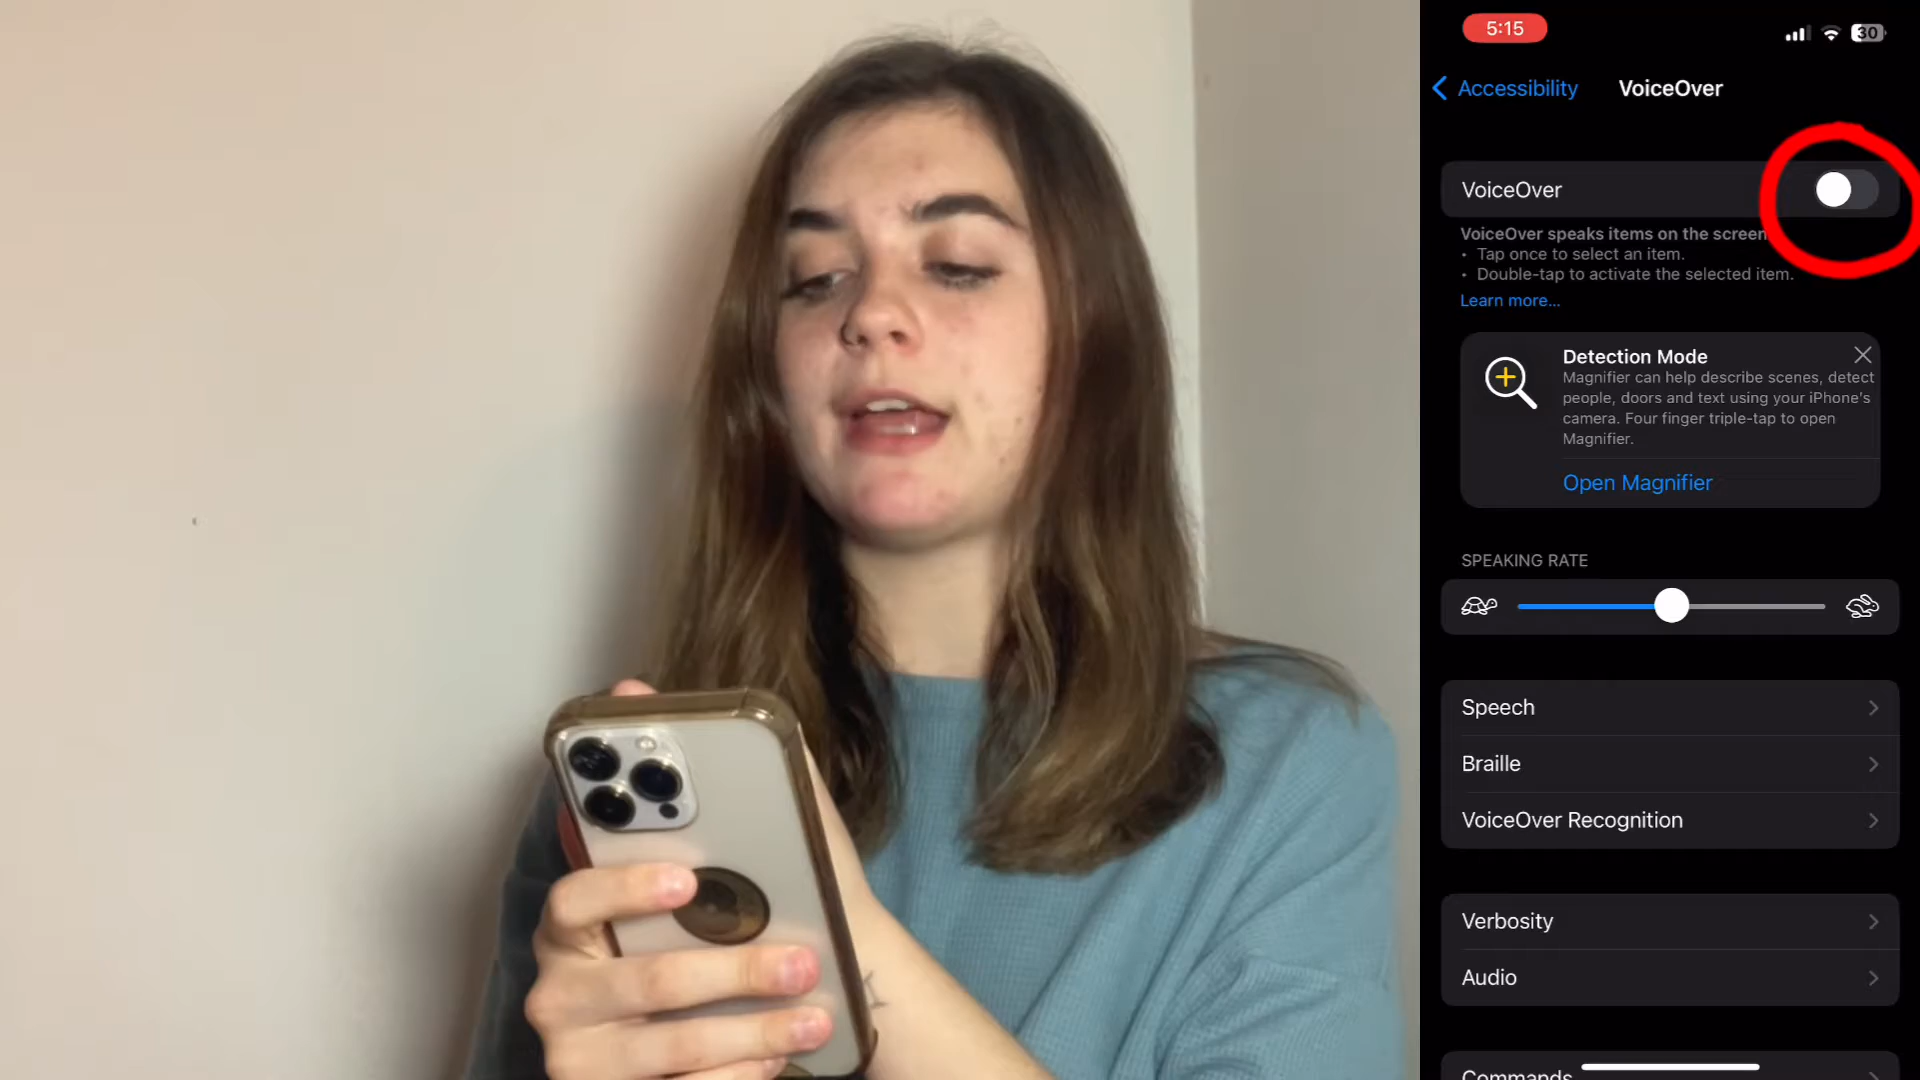 5:15
30
Accessibility
VoiceOver
VoiceOver
VoiceOver speaks items on the screen
• Tap once to select an item.
• Double-tap to activate the selected item.
Learn more...
Detection Mode
Magnifier can help describe scenes, detect
people, doors and text using your iPhone's
camera. Four finger triple-tap to open
Magnifier.
Open Magnifier
SPEAKING RATE
Speech
Braille
VoiceOver Recognition
Verbosity
Audio
Commands